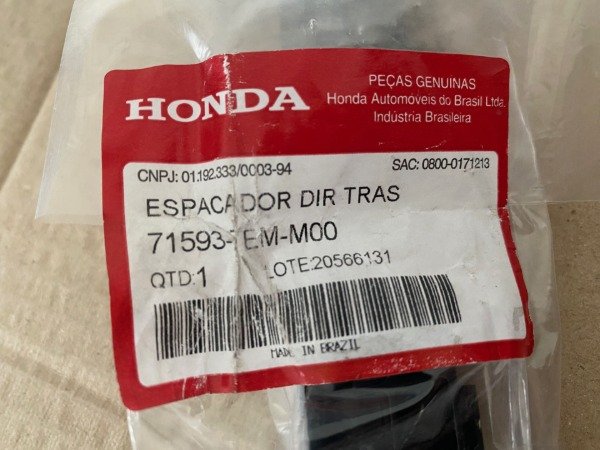 HONDA
PEÇAS GENUINAS
Honda Automóveis do Brasil Ltda.
Indústria Brasileira
CNPJ: 01.192.333/0003-94
SAC: 0800-0171213
ESPACADOR DIR TRAS
QTD:1
LOTE:20566131
MADE IN BRAZIL